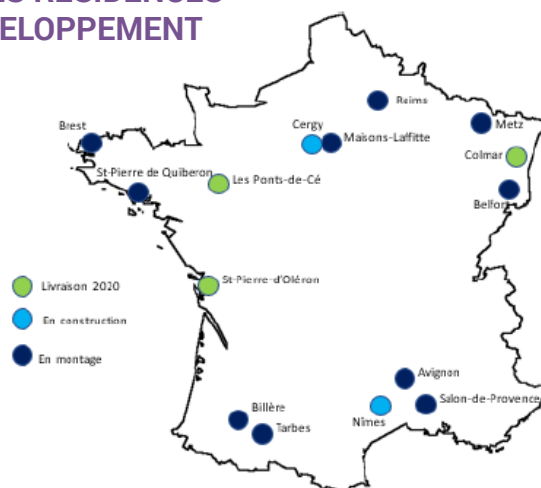 ELOPPEMENT
Reims
Brest
Cergy
Metz
Maisons-Laffitte
Colmar
St-Pierre de Quiberon
Les Ponts-de-Cé
Belfort
St-Pierre-d'Oléron
Livraison 2020
En construction
En montage
Avignon
Billère
Salon-de-Provence
Nîmes
Tarbes